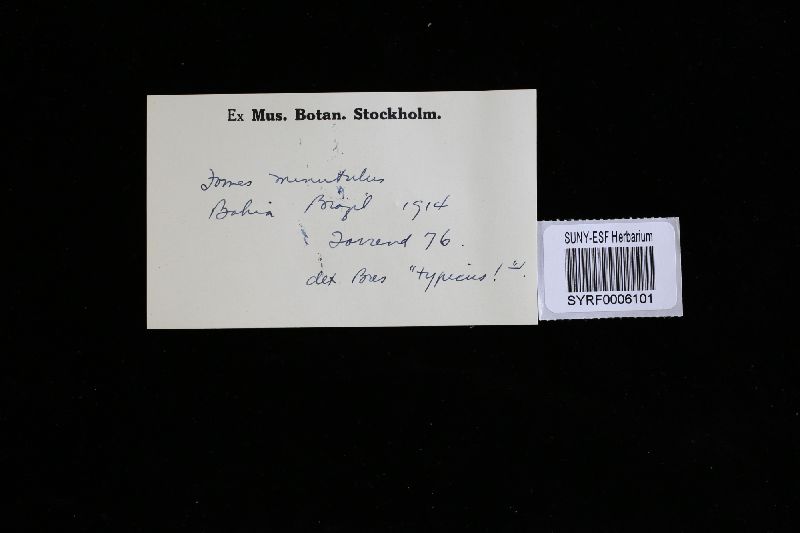 Ex Mus. Botan. Stockholm.
Fomes minutulus
Bahia Brazil 1914
Torrend 76.
det Bres "typicus!".
SUNY-ESF Herbarium
SYRF0006101